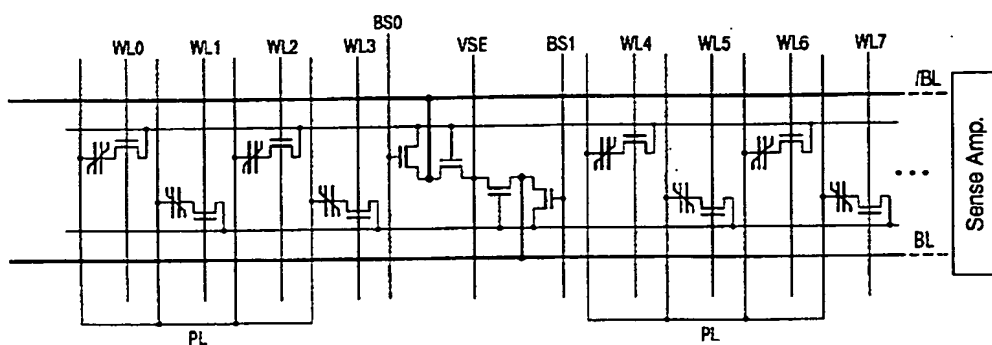 BS0
WL0 WL1 WL2 WL3 VSE BS1 WL4 WL5 WL6 WL7
/BL
Sense Amp.
BL
PL PL